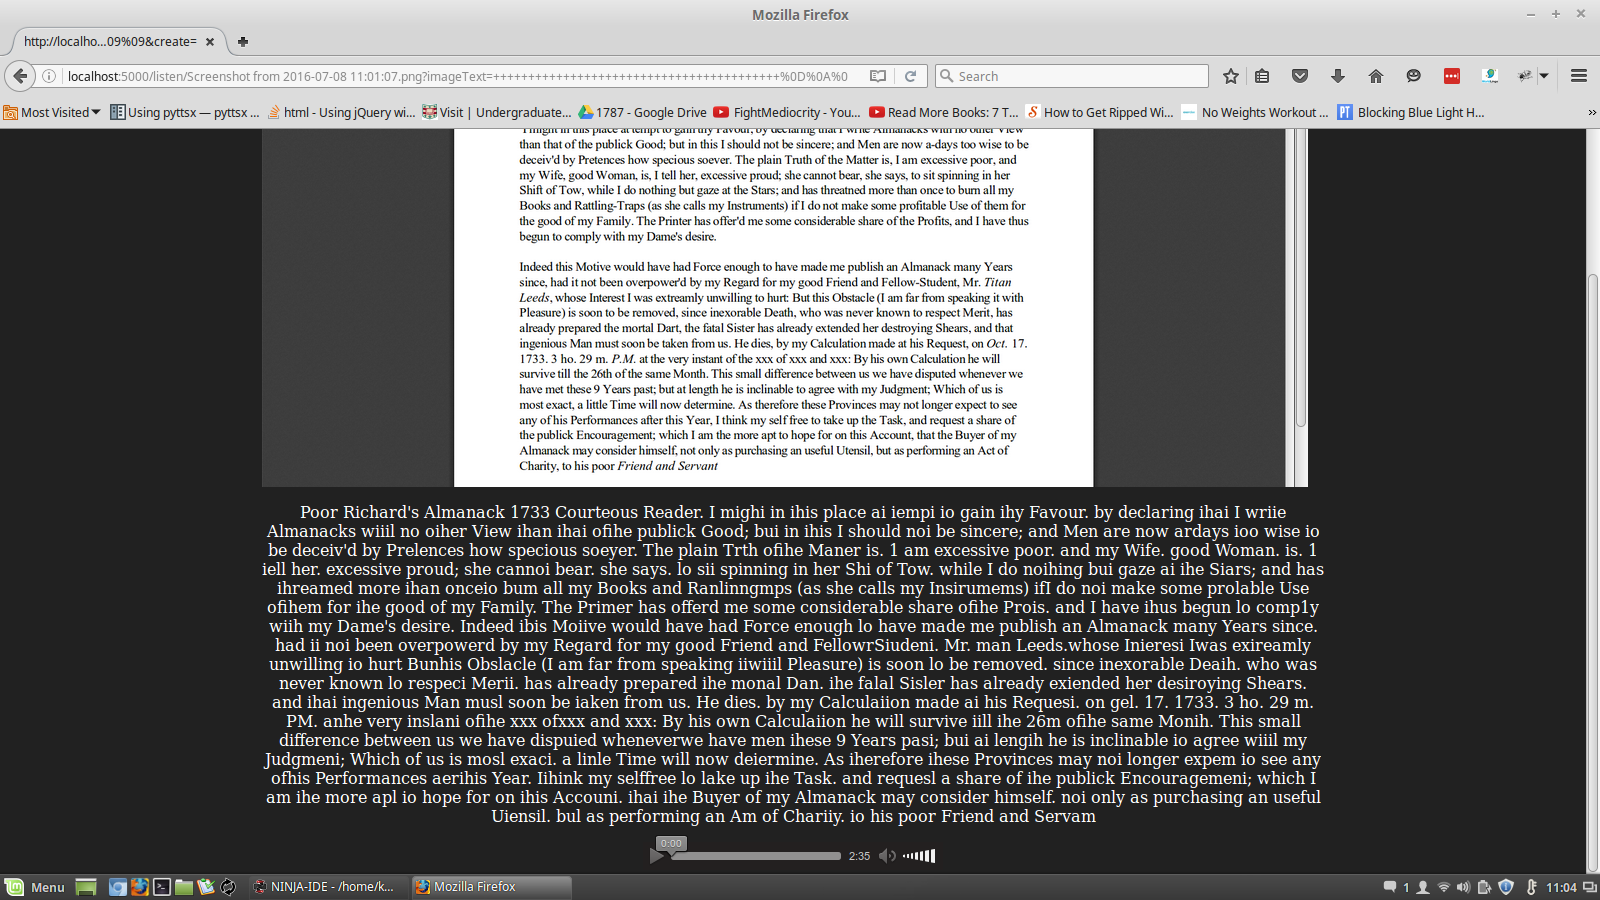 Mozilla Firefox
http://localho...09%09&create=
localhost:5000/listen/Screenshot from 2016-07-08 11:01:07.png?imageText=++++++++++++++++++++++++++++++++++++++++%0D%0A%0
Search
Most Visited
Using pyttsx — pyttsx ...
html - Using jQuery wi...
Visit | Undergraduate...
1787 - Google Drive
FightMediocrity - You...
Read More Books: 7 T...
How to Get Ripped Wi...
No Weights Workout ...
PT
Blocking Blue Light H...
»
I might in this place attempt to gain thy Favour, by declaring that I write Almanacks with no other View
than that of the publick Good; but in this I should not be sincere; and Men are now a-days too wise to be
deceiv'd by Pretences how specious soever. The plain Truth of the Matter is, I am excessive poor, and
my Wife, good Woman, is, I tell her, excessive proud; she cannot bear, she says, to sit spinning in her
Shift of Tow, while I do nothing but gaze at the Stars; and has threatned more than once to burn all my
Books and Rattling-Traps (as she calls my Instruments) if I do not make some profitable Use of them for
the good of my Family. The Printer has offer'd me some considerable share of the Profits, and I have thus
begun to comply with my Dame's desire.
Indeed this Motive would have had Force enough to have made me publish an Almanack many Years
since, had it not been overpower'd by my Regard for my good Friend and Fellow-Student, Mr. Titan
Leeds, whose Interest I was extreamly unwilling to hurt: But this Obstacle (I am far from speaking it with
Pleasure) is soon to be removed, since inexorable Death, who was never known to respect Merit, has
already prepared the mortal Dart, the fatal Sister has already extended her destroying Shears, and that
ingenious Man must soon be taken from us. He dies, by my Calculation made at his Request, on Oct. 17.
1733. 3 ho. 29 m. P.M. at the very instant of the xxx of xxx and xxx: By his own Calculation he will
survive till the 26th of the same Month. This small difference between us we have disputed whenever we
have met these 9 Years past; but at length he is inclinable to agree with my Judgment; Which of us is
most exact, a little Time will now determine. As therefore these Provinces may not longer expect to see
any of his Performances after this Year, I think my self free to take up the Task, and request a share of
the publick Encouragement; which I am the more apt to hope for on this Account, that the Buyer of my
Almanack may consider himself, not only as purchasing an useful Utensil, but as performing an Act of
Charity, to his poor Friend and Servant
Poor Richard's Almanack 1733 Courteous Reader. I mighi in ihis place ai iempi io gain ihy Favour. by declaring ihai I wriie
Almanacks wiiil no oiher View ihan ihai ofihe publick Good; bui in ihis I should noi be sincere; and Men are now ardays ioo wise io
be deceiv'd by Prelences how specious soeyer. The plain Trth ofihe Maner is. 1 am excessive poor. and my Wife. good Woman. is. 1
iell her. excessive proud; she cannoi bear. she says. lo sii spinning in her Shi of Tow. while I do noihing bui gaze ai ihe Siars; and has
ihreamed more ihan onceio bum all my Books and Ranlinngmps (as she calls my Insirumems) ifI do noi make some prolable Use
ofihem for ihe good of my Family. The Primer has offerd me some considerable share ofihe Prois. and I have ihus begun lo comp1y
wiih my Dame's desire. Indeed ibis Moiive would have had Force enough lo have made me publish an Almanack many Years since.
had ii noi been overpowerd by my Regard for my good Friend and FellowrSiudeni. Mr. man Leeds.whose Inieresi Iwas exireamly
unwilling io hurt Bunhis Obslacle (I am far from speaking iiwiiil Pleasure) is soon lo be removed. since inexorable Deaih. who was
never known lo respeci Merii. has already prepared ihe monal Dan. ihe falal Sisler has already exiended her desiroying Shears.
and ihai ingenious Man musl soon be iaken from us. He dies. by my Calculaiion made ai his Requesi. on gel. 17. 1733. 3 ho. 29 m.
PM. anhe very inslani ofihe xxx ofxxx and xxx: By his own Calculaiion he will survive iill ihe 26m ofihe same Monih. This small
difference between us we have dispuied wheneverwe have men ihese 9 Years pasi; bui ai lengih he is inclinable io agree wiiil my
Judgmeni; Which of us is mosl exaci. a linle Time will now deiermine. As iherefore ihese Provinces may noi longer expem io see any
ofhis Performances aerihis Year. Iihink my selffree lo lake up ihe Task. and requesl a share of ihe publick Encouragemeni; which I
am ihe more apl io hope for on ihis Accouni. ihai ihe Buyer of my Almanack may consider himself. noi only as purchasing an useful
Uiensil. bul as performing an Am of Chariiy. io his poor Friend and Servam
0:00
2:35
Menu
NINJA-IDE - /home/k...
Mozilla Firefox
1
11:04